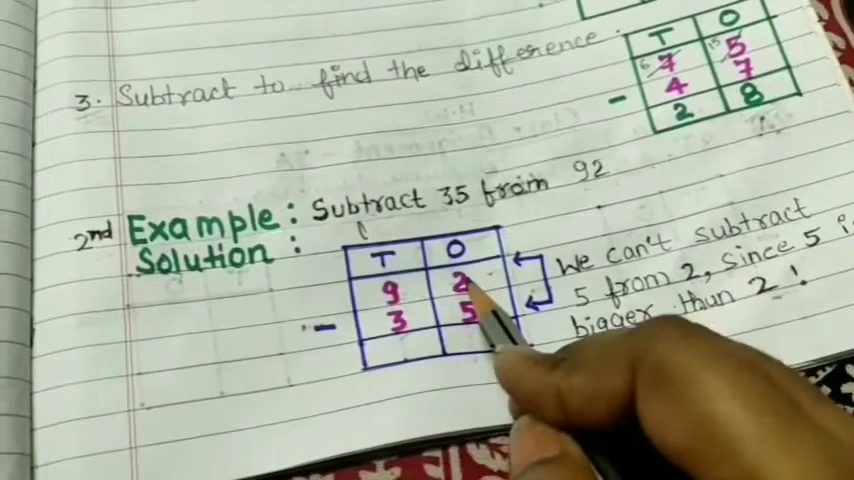 3. Subtract to find the difference.
T O
6 7 15 5
- 4 7
2 8
2nd Example: Subtract 35 from 92
Solution:
T O
9 2
- 3 5
We can't subtract
5 from 2, since 5 i
bigger than 2!